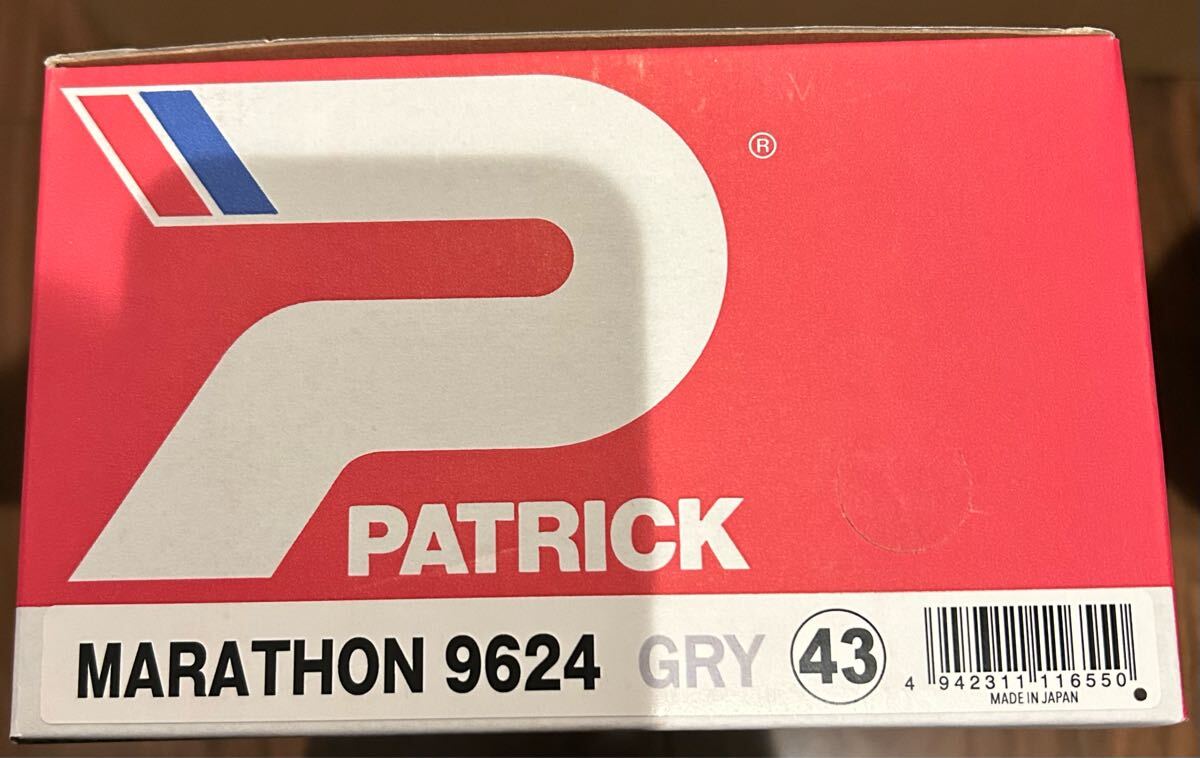 ®
PATRICK
MARATHON 9624 GRY 43
4 942311 116550
MADE IN JAPAN